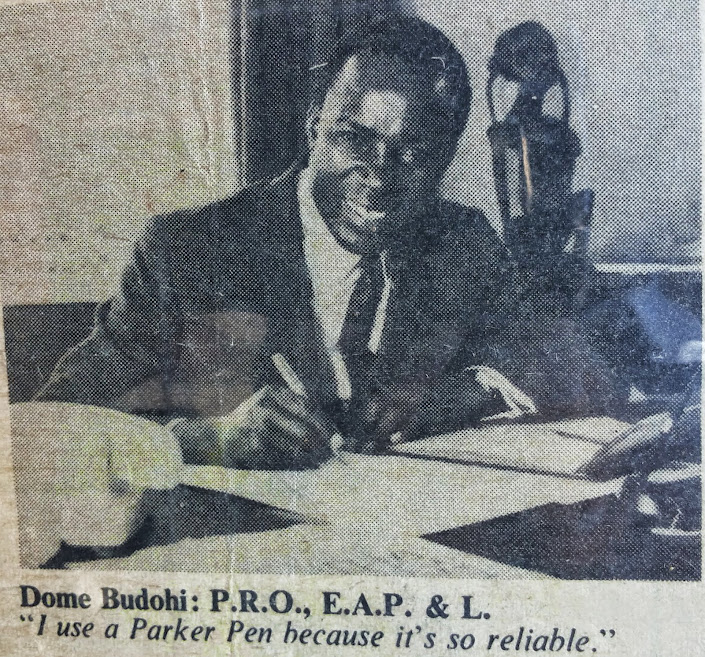 Dome Budohi: P.R.O., E.A.P. & L.
“I use a Parker Pen because it's so reliable.”